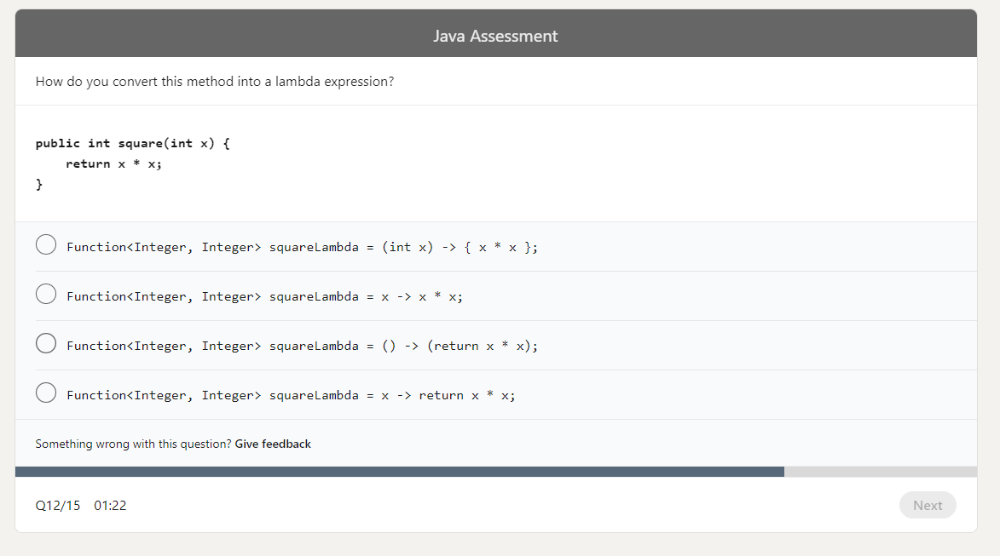 Java Assessment
How do you convert this method into a lambda expression?
public int square(int x) {
    return x * x;
}
Function<Integer, Integer> squareLambda = (int x) -> { x * x };
Function<Integer, Integer> squareLambda = x -> x * x;
Function<Integer, Integer> squareLambda = () -> (return x * x);
Function<Integer, Integer> squareLambda = x -> return x * x;
Something wrong with this question? Give feedback
Q12/15 01:22
Next